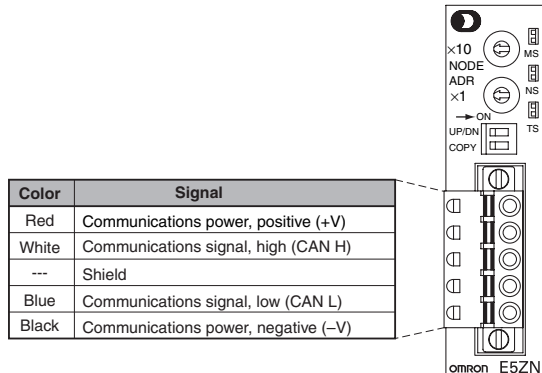 ×10
MS
NODE
ADR
NS
×1
ON
TS
UP/DN
COPY
Color Signal
Red Communications power, positive (+V)
White Communications signal, high (CAN H)
--- Shield
Blue Communications signal, low (CAN L)
Black Communications power, negative (−V)
OMRON E5ZN